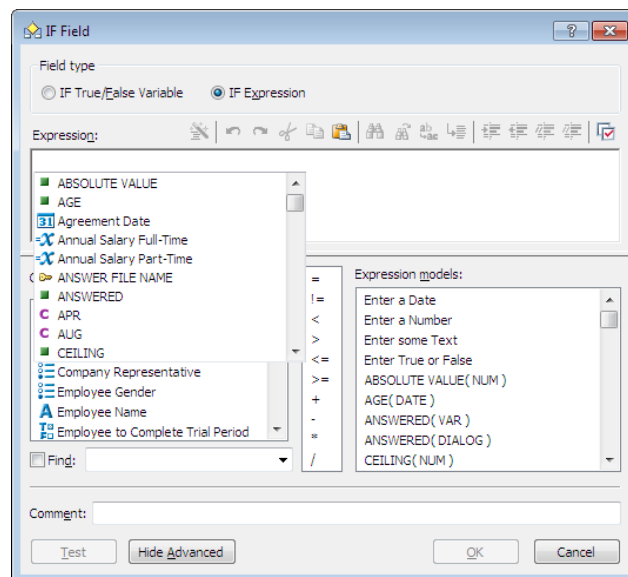 IF Field
Field type
IF True/False Variable
IF Expression
Expression:
ABSOLUTE VALUE
AGE
31 Agreement Date
=X Annual Salary Full-Time
=X Annual Salary Part-Time
ANSWER FILE NAME
ANSWERED
C APR
C AUG
CEILING
Company Representative
Employee Gender
A Employee Name
Employee to Complete Trial Period
Find:
=
!=
<
>
<=
>=
+
-
*
/
Expression models:
Enter a Date
Enter a Number
Enter some Text
Enter True or False
ABSOLUTE VALUE( NUM )
AGE( DATE )
ANSWERED( VAR )
ANSWERED( DIALOG )
CEILING( NUM )
Comment:
Test
Hide Advanced
OK
Cancel